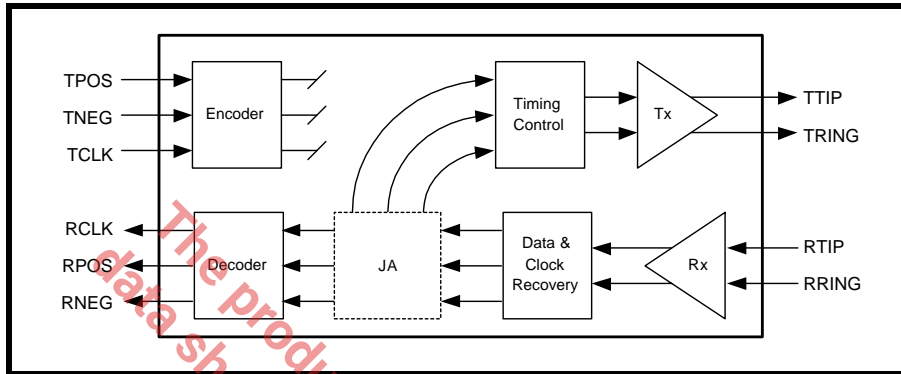 TPOS
TNEG
TCLK
Encoder
Timing
Control
Tx
TTIP
TRING
RCLK
RPOS
RNEG
Decoder
JA
Data &
Clock
Recovery
Rx
RTIP
RRING
The produ
data sh